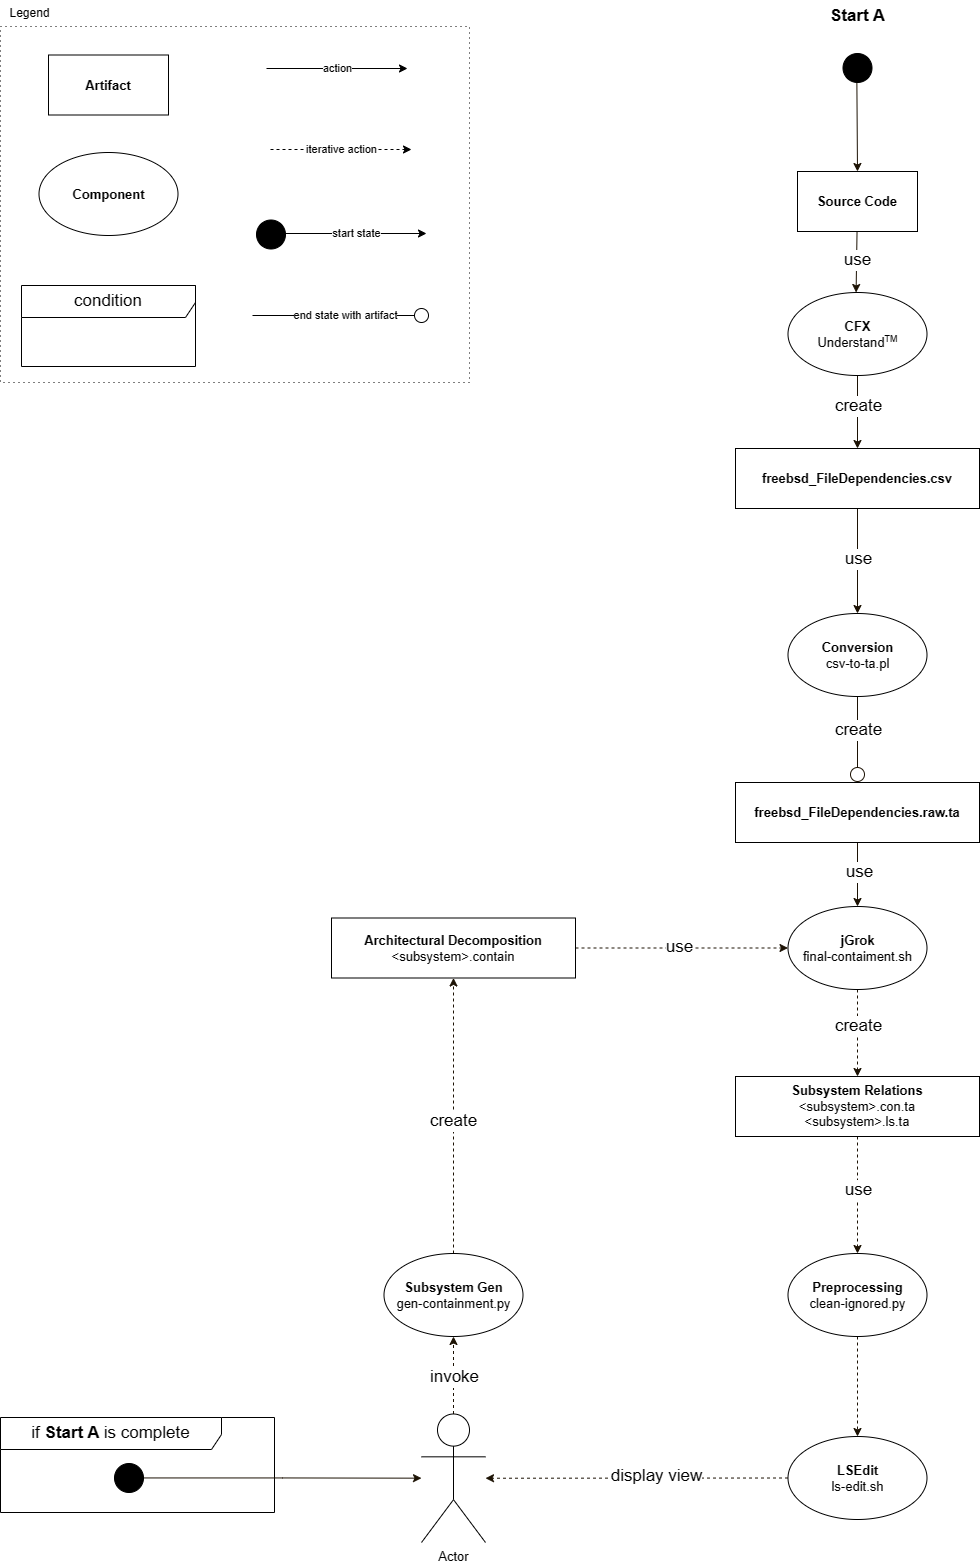 Legend
Artifact
action
Component
iterative action
start state
condition
end state with artifact
Start A
Source Code
use
CFX
Understand™
create
freebsd_FileDependencies.csv
use
Conversion
csv-to-ta.pl
create
freebsd_FileDependencies.raw.ta
use
Architectural Decomposition
<subsystem>.contain
use
jGrok
final-contaiment.sh
create
Subsystem Relations
<subsystem>.con.ta
<subsystem>.ls.ta
create
use
Subsystem Gen
gen-containment.py
Preprocessing
clean-ignored.py
invoke
if Start A is complete
display view
LSEdit
ls-edit.sh
Actor